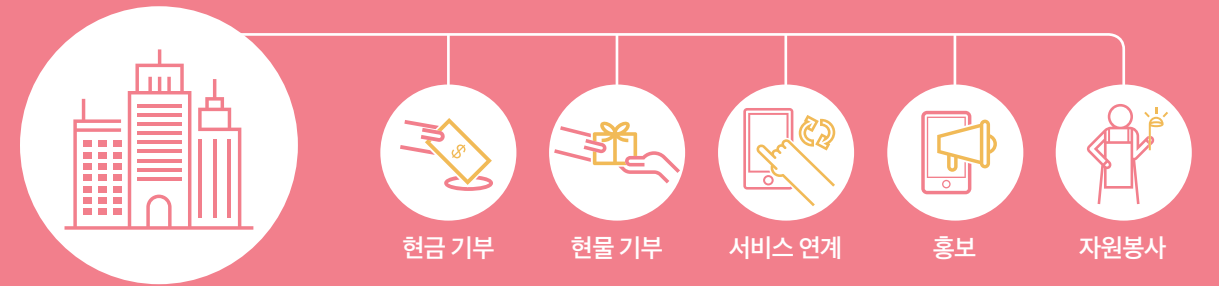 현금 기부
현물 기부
서비스 연계
홍보
자원봉사